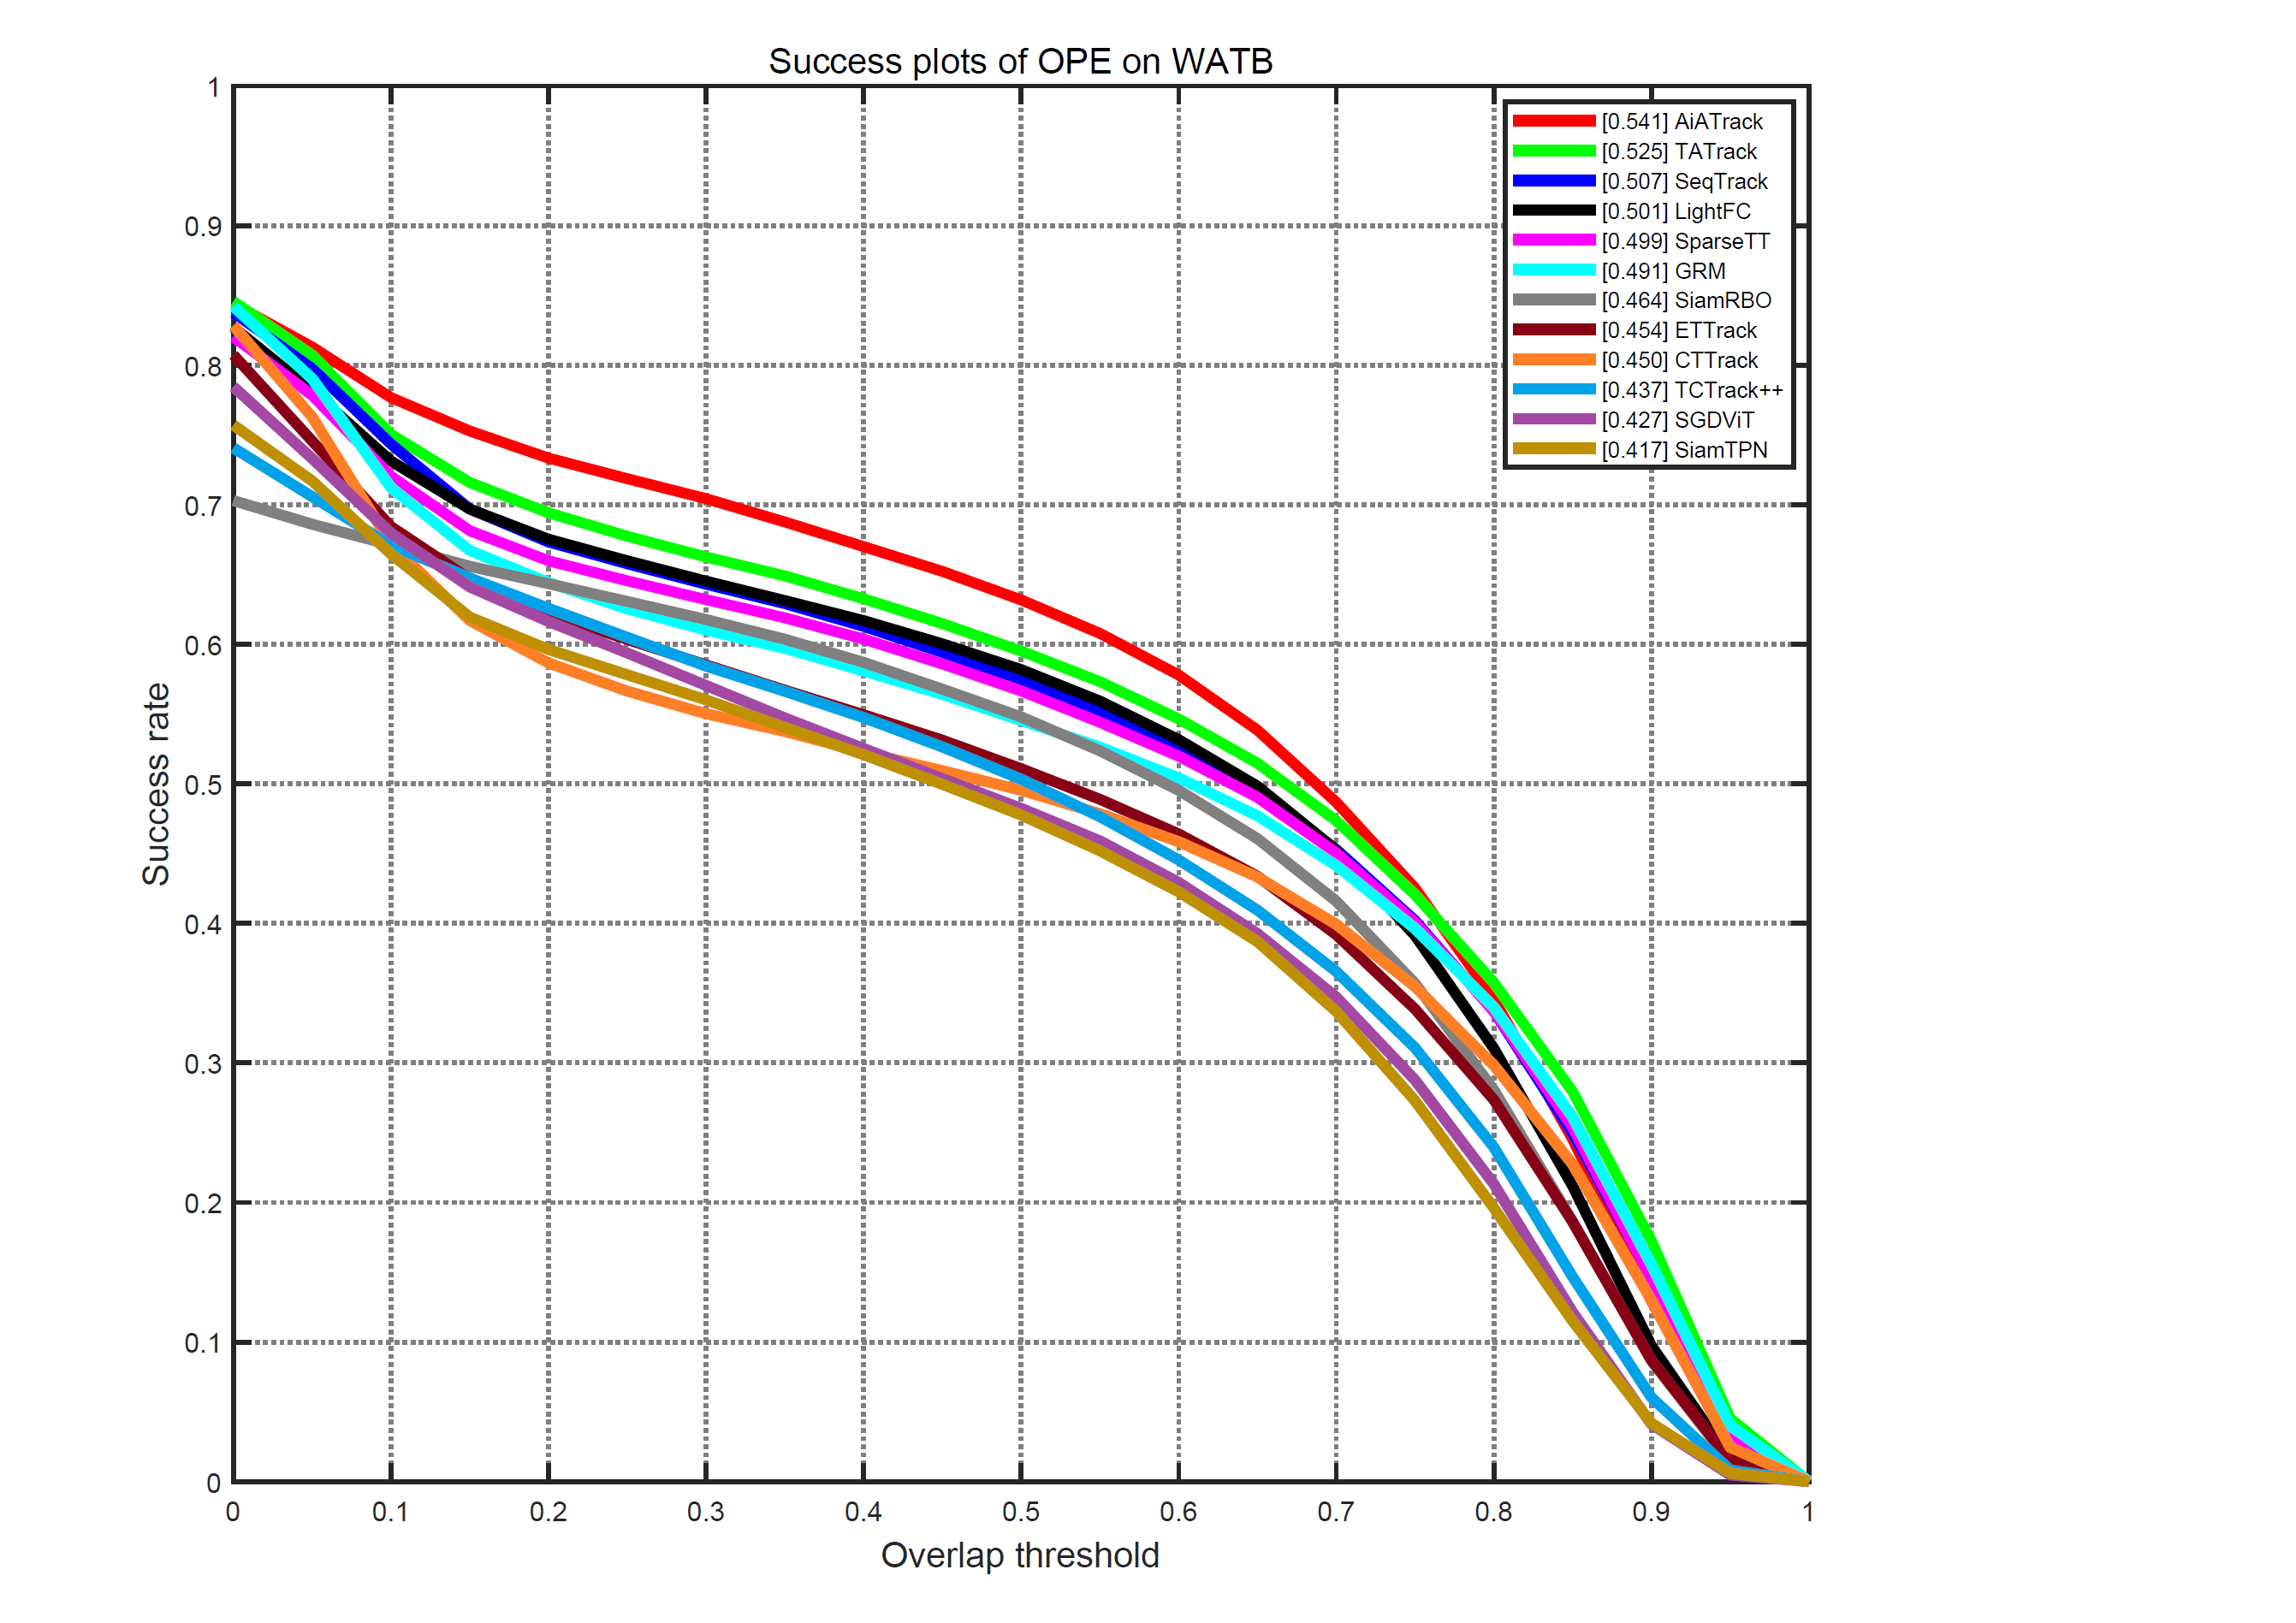 Success plots of OPE on WATB
1
0.9
0.8
0.7
0.6
0.5
0.4
0.3
0.2
0.1
0
Success rate
[0.541] AiATrack
[0.525] TATrack
[0.507] SeqTrack
[0.501] LightFC
[0.499] SparseTT
[0.491] GRM
[0.464] SiamRBO
[0.454] ETTrack
[0.450] CTTrack
[0.437] TCTrack++
[0.427] SGDViT
[0.417] SiamTPN
0 0.1 0.2 0.3 0.4 0.5 0.6 0.7 0.8 0.9 1
Overlap threshold